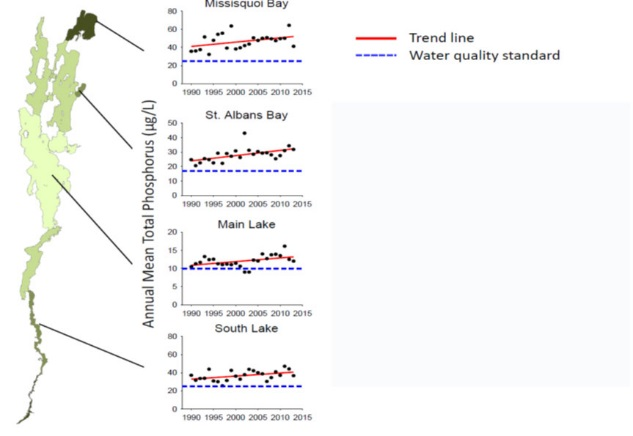 Missisquoi Bay
80
60
40
20
0
1990 1995 2000 2005 2010 2015
Trend line
Water quality standard
Annual Mean Total Phosphorus (µg/L)
St. Albans Bay
50
40
30
20
10
0
1990 1995 2000 2005 2010 2015
Main Lake
20
15
10
5
0
1990 1995 2000 2005 2010 2015
South Lake
80
60
40
20
0
1990 1995 2000 2005 2010 2015